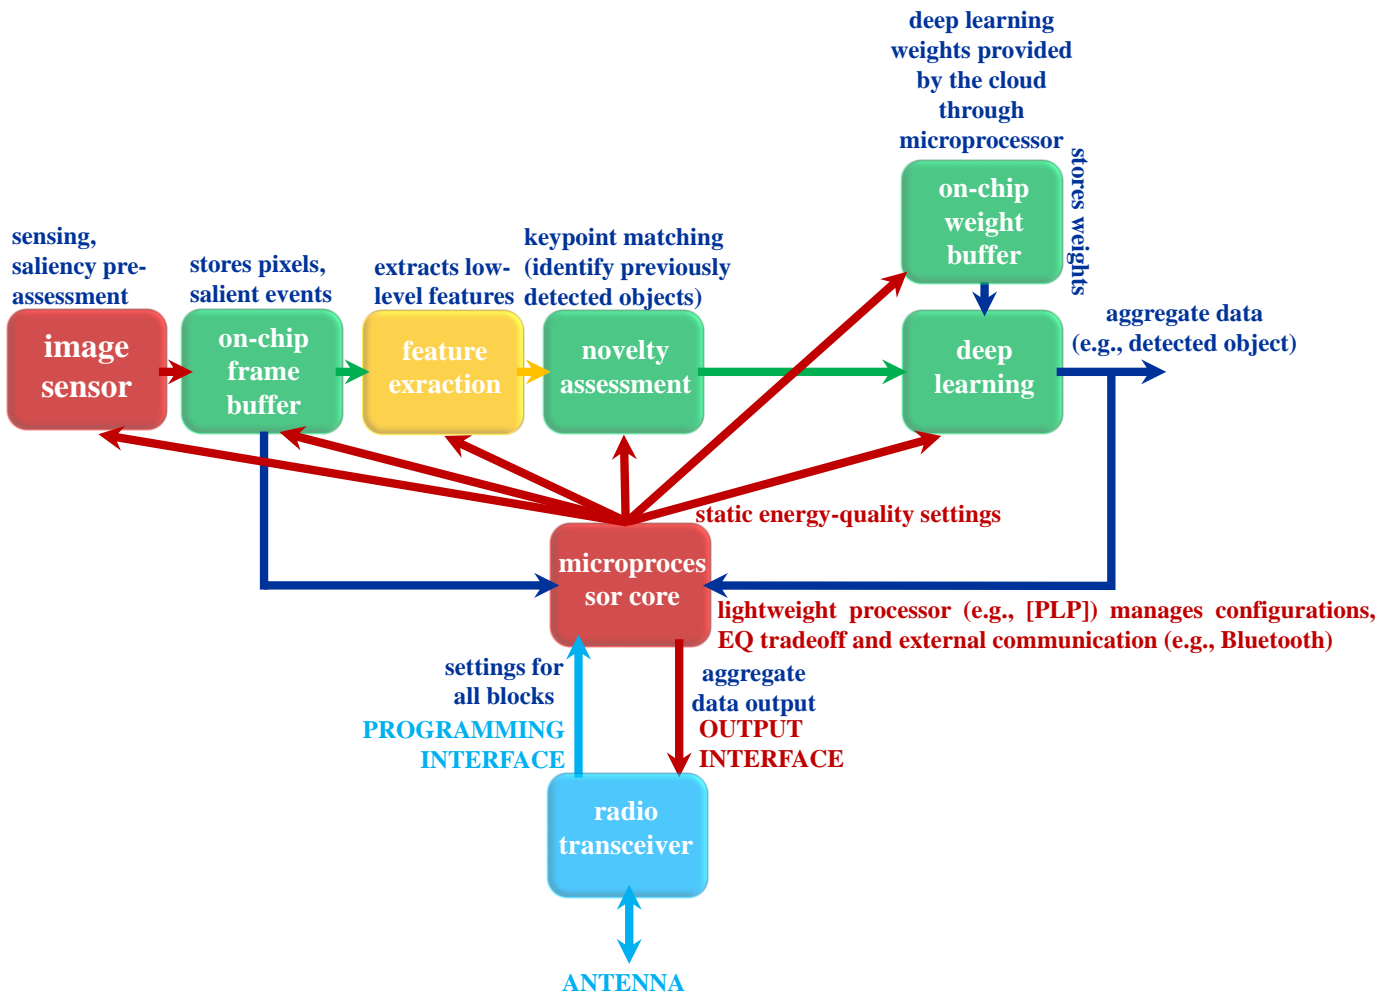 deep learning
weights provided
by the cloud
through
microprocessor
stores weights
on-chip
weight
buffer
sensing,
saliency pre-
assessment
stores pixels,
salient events
extracts low-
level features
keypoint matching
(identify previously
detected objects)
image
sensor
on-chip
frame
buffer
feature
exraction
novelty
assessment
deep
learning
aggregate data
(e.g., detected object)
static energy-quality settings
microproces
sor core
lightweight processor (e.g., [PLP]) manages configurations,
EQ tradeoff and external communication (e.g., Bluetooth)
settings for
all blocks
PROGRAMMING
INTERFACE
aggregate
data output
OUTPUT
INTERFACE
radio
transceiver
ANTENNA